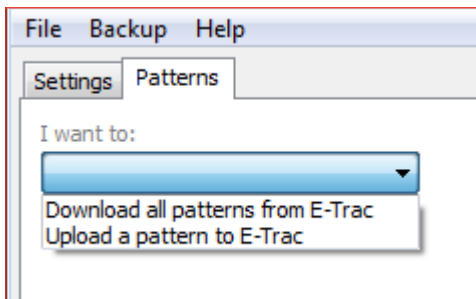 File Backup Help
Settings Patterns
I want to:
Download all patterns from E-Trac
Upload a pattern to E-Trac